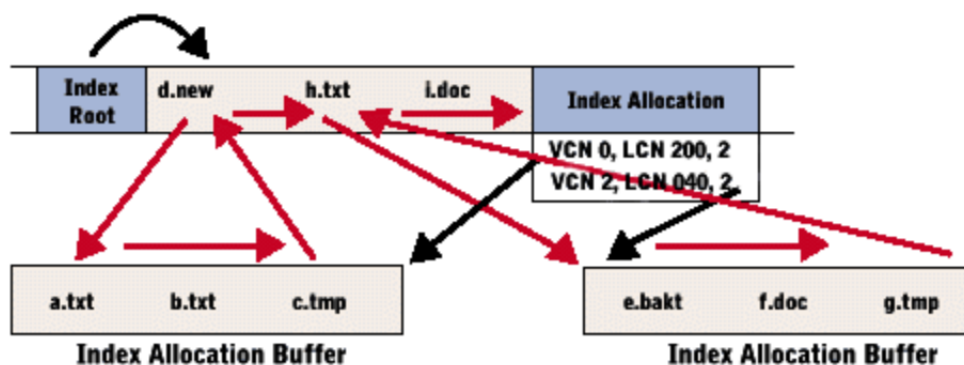 Index Root
d.new
h.txt
i.doc
Index Allocation
VCN 0, LCN 200, 2
VCN 2, LCN 040, 2
a.txt
b.txt
c.tmp
e.bakt
f.doc
g.tmp
Index Allocation Buffer
Index Allocation Buffer